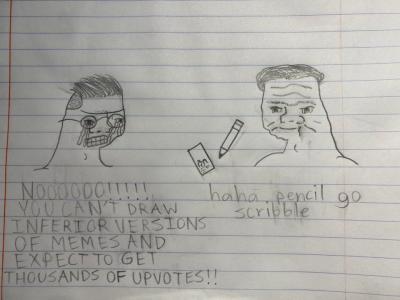 NOOOOOO!!!!!!
YOU CAN'T DRAW
INFERIOR VERSIONS
OF MEMES AND
EXPECT TO GET
THOUSANDS OF UPVOTES!!
haha, pencil go
scribble